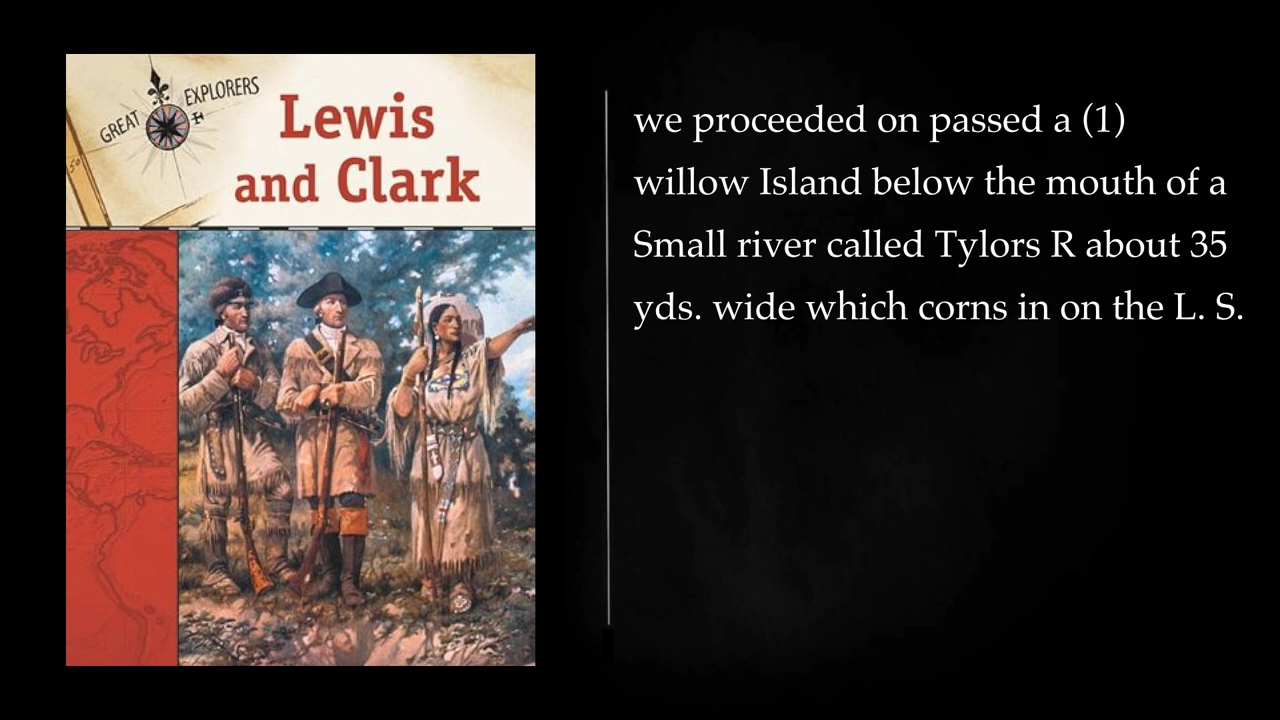 GREAT EXPLORERS
Lewis
and Clark
50
we proceeded on passed a (1)
willow Island below the mouth of a
Small river called Tylors R about 35
yds. wide which corns in on the L. S.